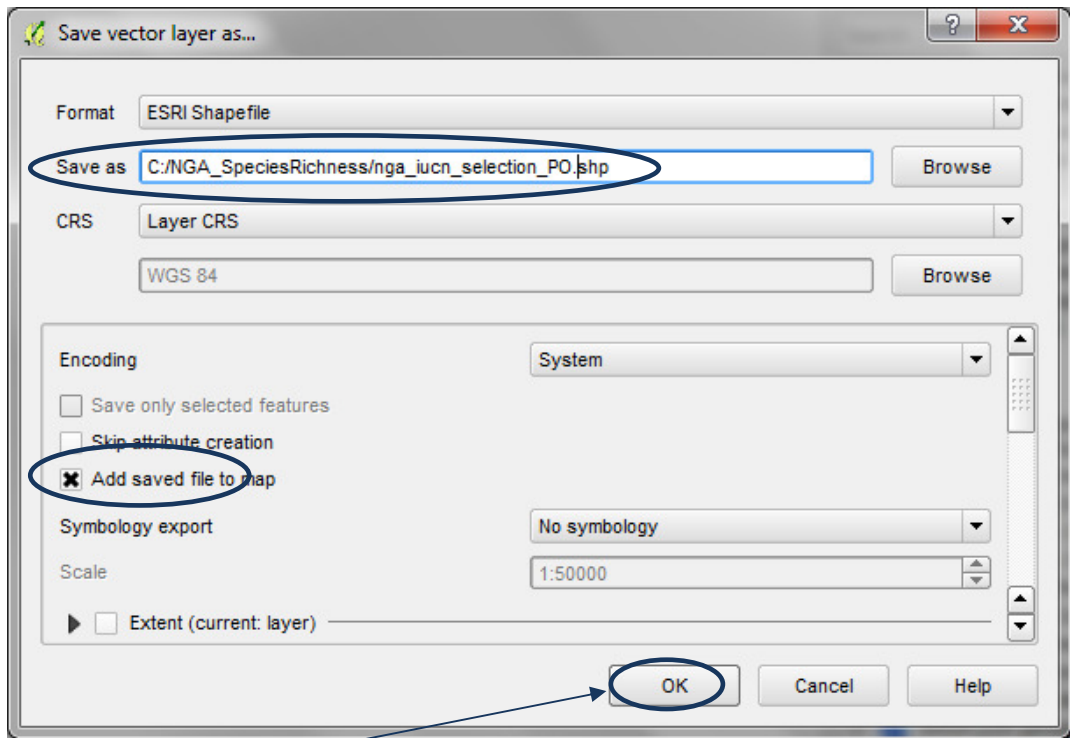 Save vector layer as...
Format ESRI Shapefile
Save as C:/NGA_SpeciesRichness/nga_iucn_selection_PO.shp Browse
CRS Layer CRS
WGS 84 Browse
Encoding System
Save only selected features
Skip attribute creation
Add saved file to map
Symbology export No symbology
Scale 1:50000
Extent (current: layer)
OK Cancel Help